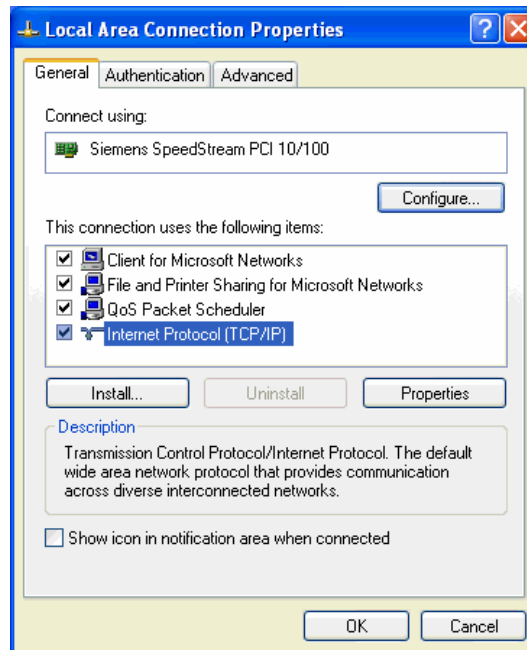 Local Area Connection Properties
General Authentication Advanced
Connect using:
Siemens SpeedStream PCI 10/100
Configure...
This connection uses the following items:
Client for Microsoft Networks
File and Printer Sharing for Microsoft Networks
QoS Packet Scheduler
Internet Protocol (TCP/IP)
Install... Uninstall Properties
Description
Transmission Control Protocol/Internet Protocol. The default
wide area network protocol that provides communication
across diverse interconnected networks.
Show icon in notification area when connected
OK Cancel